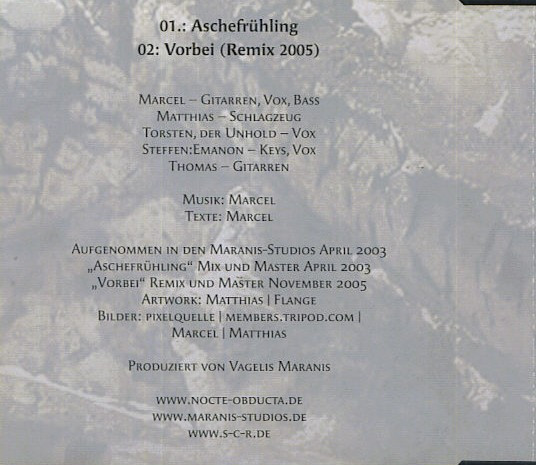 01.: Aschefrühling
02: Vorbei (Remix 2005)
Marcel – Gitarren, Vox, Bass
Matthias – Schlagzeug
Torsten, der Unhold – Vox
Steffen:Emanon – Keys, Vox
Thomas – Gitarren
Musik: Marcel
Texte: Marcel
Aufgenommen in den Maranis-Studios April 2003
„Aschefrühling“ Mix und Master April 2003
„Vorbei“ Remix und Master November 2005
Artwork: Matthias | Flange
Bilder: pixelquelle | members.tripod.com |
Marcel | Matthias
Produziert von Vagelis Maranis
www.nocte-obducta.de
www.maranis-studios.de
www.s-c-r.de